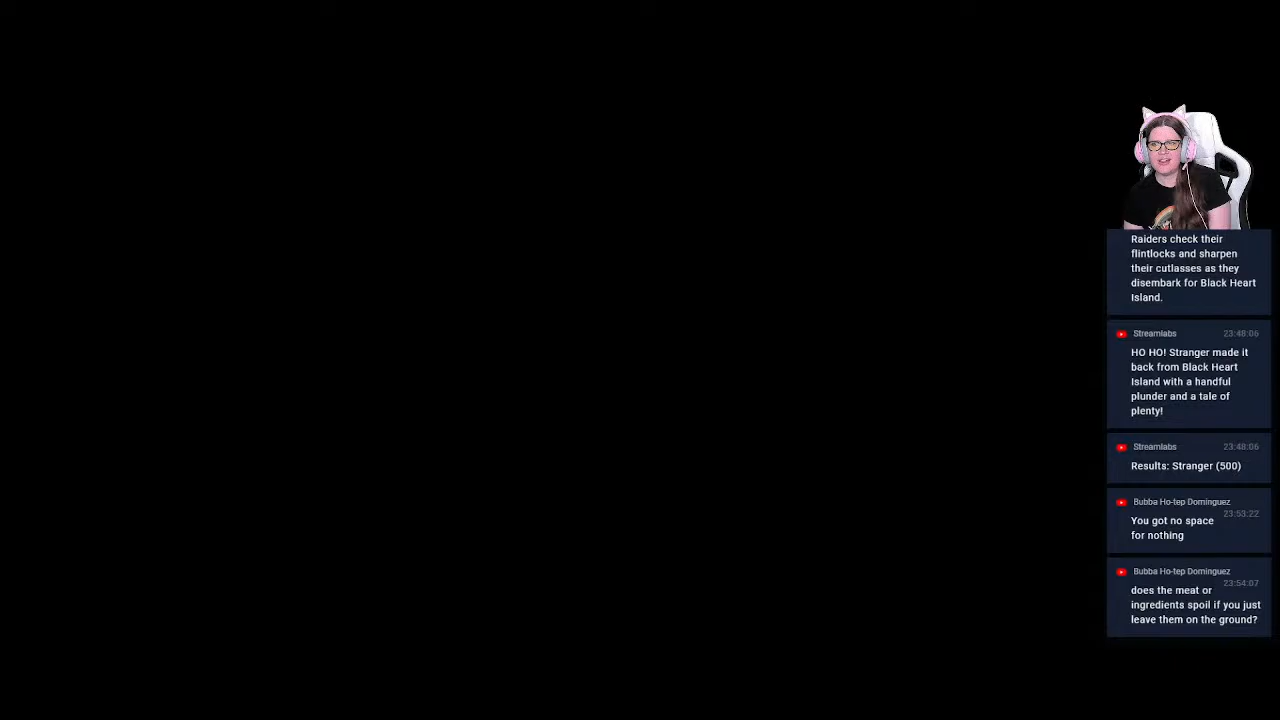 Raiders check their
flintlocks and sharpen
their cutlasses as they
disembark for Black Heart
Island.
Streamlabs 23:48:06
HO HO! Stranger made it
back from Black Heart
Island with a handful
plunder and a tale of
plenty!
Streamlabs 23:48:06
Results: Stranger (500)
Bubba Ho-tep Dominguez
23:53:22
You got no space
for nothing
Bubba Ho-tep Dominguez
23:54:07
does the meat or
ingredients spoil if you just
leave them on the ground?